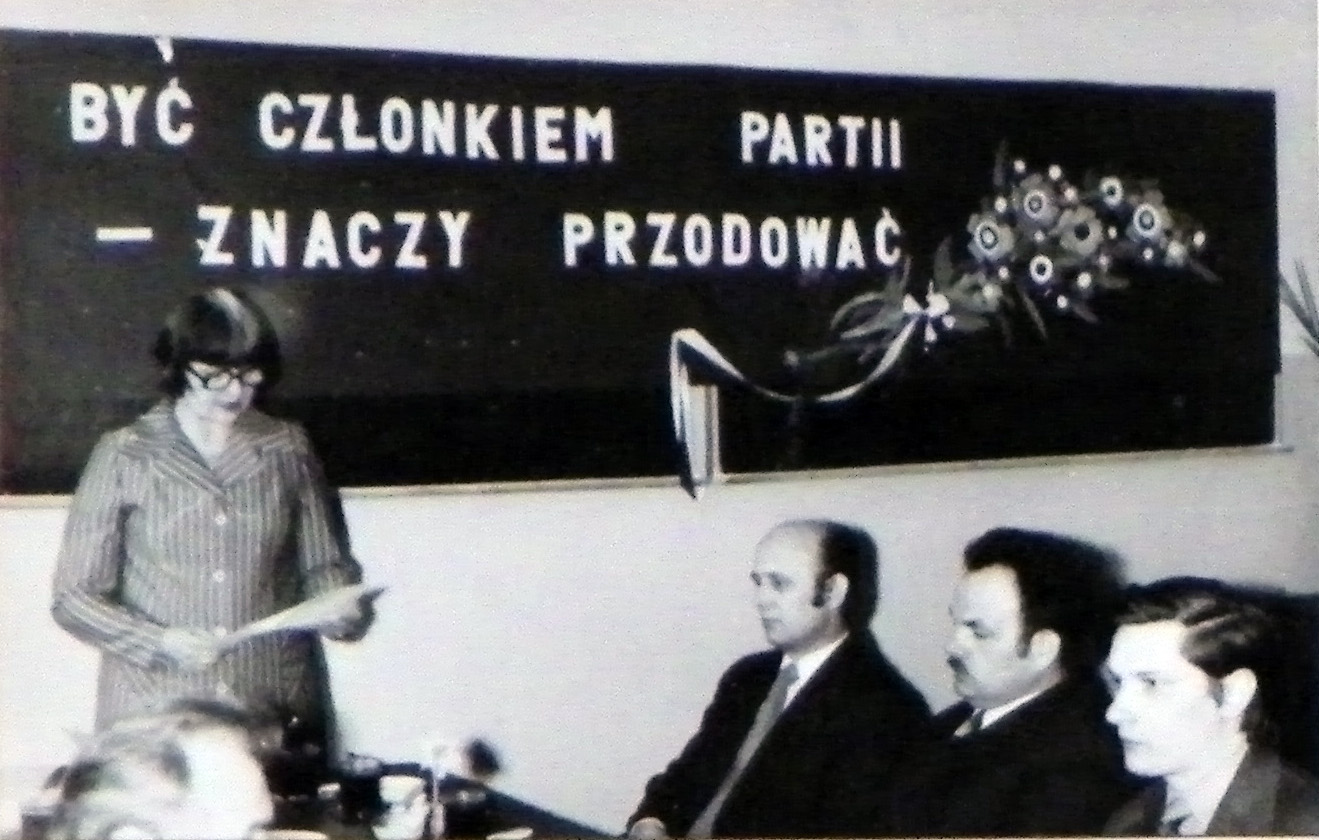 BYĆ CZŁONKIEM PARTII
— ZNACZY PRZODOWAĆ